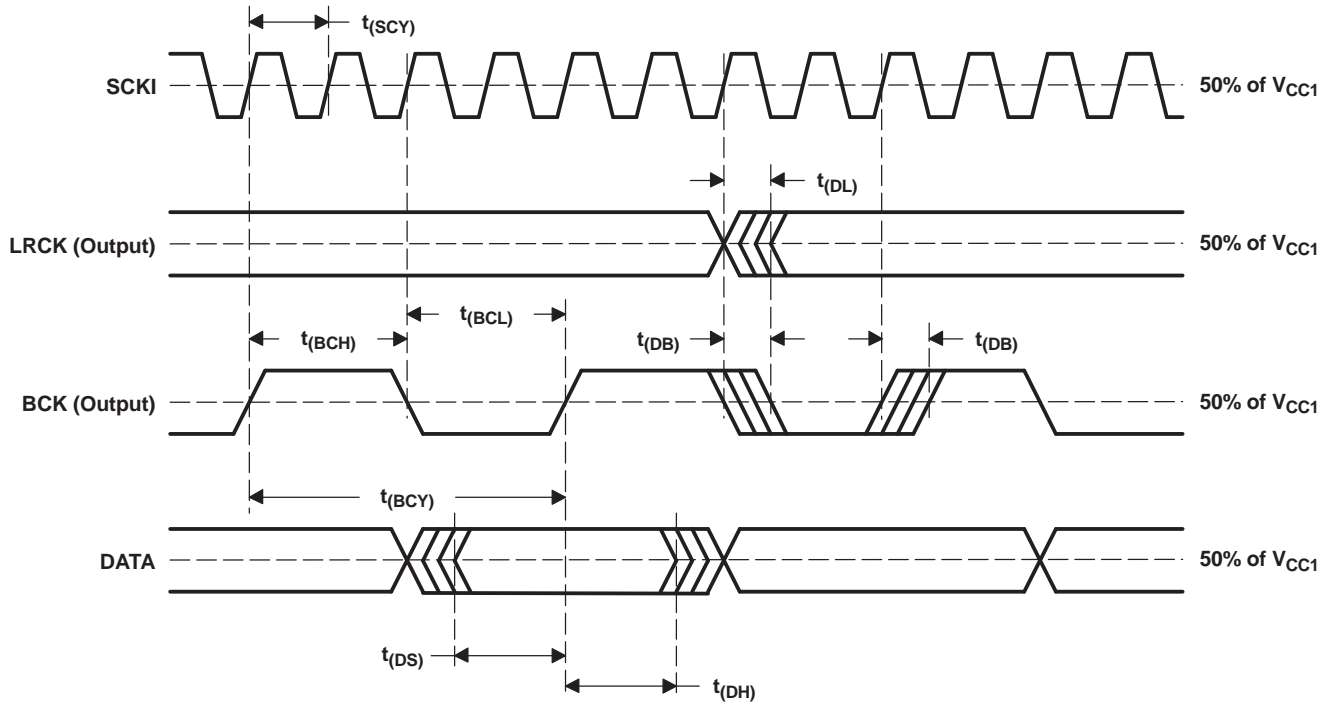 t(SCY)
SCKI
50% of VCC1
t(DL)
LRCK (Output)
50% of VCC1
t(BCL)
t(BCH)
t(DB)
t(DB)
BCK (Output)
50% of VCC1
t(BCY)
DATA
50% of VCC1
t(DS)
t(DH)